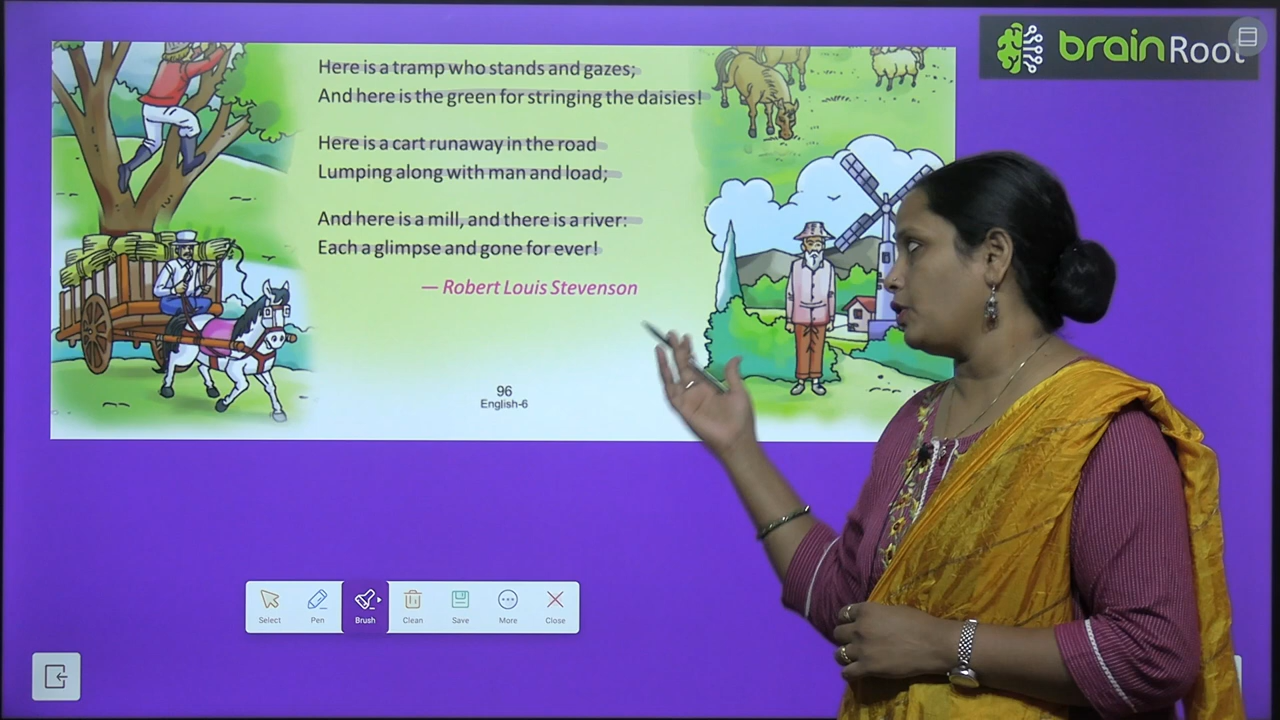 brainRoot
Here is a tramp who stands and gazes;
And here is the green for stringing the daisies!
Here is a cart runaway in the road
Lumping along with man and load;
And here is a mill, and there is a river:
Each a glimpse and gone for ever!
— Robert Louis Stevenson
96
English-6
Select Pen Brush Clean Save More Close